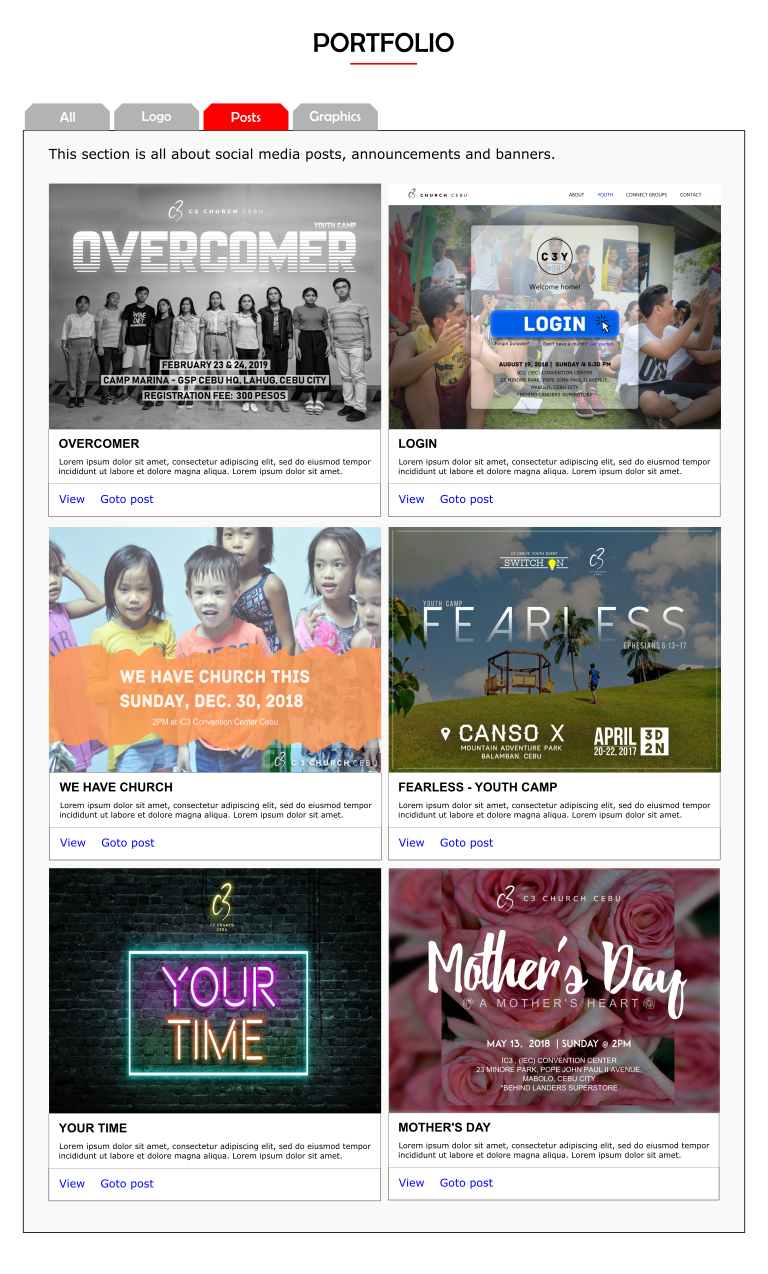 PORTFOLIO
All
Logo
Posts
Graphics
This section is all about social media posts, announcements and banners.
C3 CHURCH CEBU
YOUTH CAMP
OVERCOMER
FEBRUARY 23 & 24, 2019
CAMP MARINA - GSP CEBU HQ, LAHUG, CEBU CITY
REGISTRATION FEE: 300 PESOS
OVERCOMER
Lorem ipsum dolor sit amet, consectetur adipiscing elit, sed do eiusmod tempor
incididunt ut labore et dolore magna aliqua. Lorem ipsum dolor sit amet.
View Goto post
C3 CHURCH CEBU
ABOUT YOUTH CONNECT GROUPS CONTACT
C3Y
Welcome home!
LOGIN
Forgot purpose? Don't have a church? Get started
AUGUST 19, 2018 | SUNDAY @ 5:30 PM
IC3, (IEC) CONVENTION CENTER
23 MINORE PARK, POPE JOHN PAUL II AVENUE,
MABOLO, CEBU CITY
*BEHIND LANDERS SUPERSTORE
LOGIN
Lorem ipsum dolor sit amet, consectetur adipiscing elit, sed do eiusmod tempor
incididunt ut labore et dolore magna aliqua. Lorem ipsum dolor sit amet.
View Goto post
WE HAVE CHURCH THIS
SUNDAY, DEC. 30, 2018
2PM at iC3 Convention Center Cebu
C3 CHURCH CEBU
WE HAVE CHURCH
Lorem ipsum dolor sit amet, consectetur adipiscing elit, sed do eiusmod tempor
incididunt ut labore et dolore magna aliqua. Lorem ipsum dolor sit amet.
View Goto post
C3 CEBU'S YOUTH EVENT
SWITCH ON
c3
C3 CHURCH
CEBU
YOUTH CAMP
FEARLESS
EPHESIANS 6:13-17
CANSO X
MOUNTAIN ADVENTURE PARK
BALAMBAN, CEBU
APRIL
20-22, 2017
3D
2N
FEARLESS - YOUTH CAMP
Lorem ipsum dolor sit amet, consectetur adipiscing elit, sed do eiusmod tempor
incididunt ut labore et dolore magna aliqua. Lorem ipsum dolor sit amet.
View Goto post
c3
C3 CHURCH
CEBU
YOUR
TIME
YOUR TIME
Lorem ipsum dolor sit amet, consectetur adipiscing elit, sed do eiusmod tempor
incididunt ut labore et dolore magna aliqua. Lorem ipsum dolor sit amet.
View Goto post
C3 CHURCH CEBU
Mother's Day
A MOTHER'S HEART
MAY 13, 2018 | SUNDAY @ 2PM
IC3 , (IEC) CONVENTION CENTER
23 MINORE PARK, POPE JOHN PAUL II AVENUE,
MABOLO, CEBU CITY
*BEHIND LANDERS SUPERSTORE
MOTHER'S DAY
Lorem ipsum dolor sit amet, consectetur adipiscing elit, sed do eiusmod tempor
incididunt ut labore et dolore magna aliqua. Lorem ipsum dolor sit amet.
View Goto post